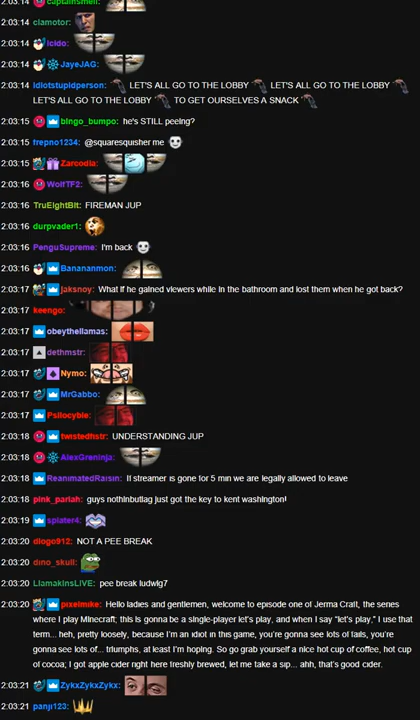 2:03:14 captainsmell:
2:03:14 clamotor:
2:03:14 Icido:
2:03:14 JayeJAG:
2:03:14 idiotstupidperson: LET'S ALL GO TO THE LOBBY LET'S ALL GO TO THE LOBBY
LET'S ALL GO TO THE LOBBY TO GET OURSELVES A SNACK
2:03:15 bingo_bumpo: he's STILL peeing?
2:03:15 frepno1234: @squaresquisher me
2:03:15 Zarcodia:
2:03:16 WolfTF2:
2:03:16 TruEightBit: FIREMAN JUP
2:03:16 durpvader1:
2:03:16 PenguSupreme: I'm back
2:03:16 Banananmon:
2:03:17 jaksnoy: What if he gained viewers while in the bathroom and lost them when he got back?
2:03:17 keengo:
2:03:17 obeythellamas:
2:03:17 dethmstr:
2:03:17 Nymo:
2:03:17 MrGabbo:
2:03:17 Psilocybie:
2:03:18 twistedhstr: UNDERSTANDING JUP
2:03:18 AlexGreninja:
2:03:18 ReanimatedRaisin: If streamer is gone for 5 min we are legally allowed to leave
2:03:18 pink_pariah: guys nothinbutlag just got the key to kent washington!
2:03:19 splater4:
2:03:20 diogo912: NOT A PEE BREAK
2:03:20 dino_skull:
2:03:20 LlamakinsLIVE: pee break ludwig7
2:03:20 pixelmike: Hello ladies and gentlemen, welcome to episode one of Jerma Craft, the series
where I play Minecraft; this is gonna be a single-player let's play, and when I say "let's play," I use that
term... heh, pretty loosely, because I'm an idiot in this game, you're gonna see lots of fails, you're
gonna see lots of... triumphs, at least I'm hoping. So go grab yourself a nice hot cup of coffee, hot cup
of cocoa; I got apple cider right here freshly brewed, let me take a sip... ahh, that's good cider.
2:03:21 ZykxZykxZykx:
2:03:21 panji123: